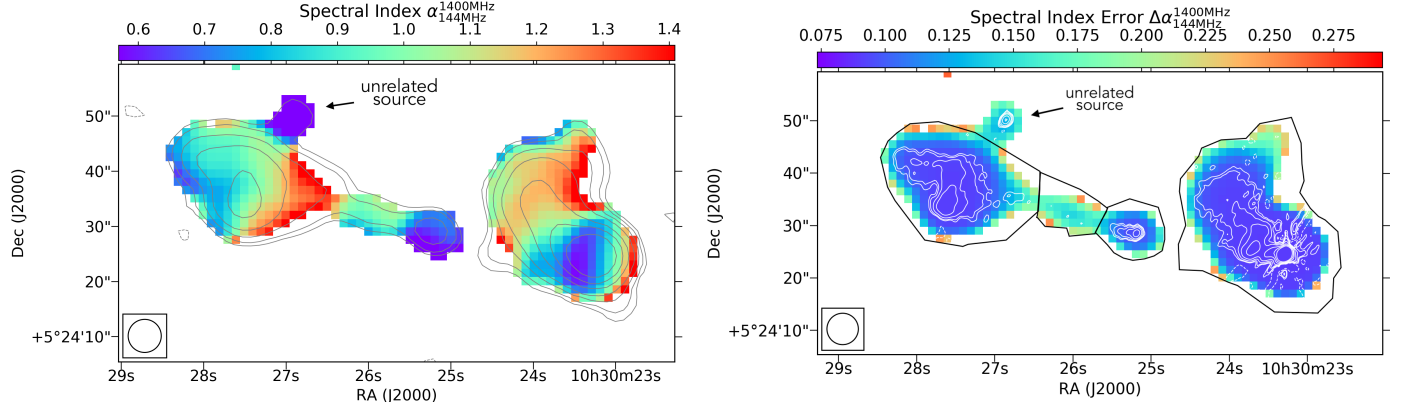 Spectral Index α 1400MHz 144MHz
0.6 0.7 0.8 0.9 1.0 1.1 1.2 1.3 1.4
unrelated
source
50"
40"
30"
20"
+5°24'10"
Dec (J2000)
29s 28s 27s 26s 25s 24s 10h30m23s
RA (J2000)
Spectral Index Error Δα 1400MHz 144MHz
0.075 0.100 0.125 0.150 0.175 0.200 0.225 0.250 0.275
unrelated
source
50"
40"
30"
20"
+5°24'10"
Dec (J2000)
29s 28s 27s 26s 25s 24s 10h30m23s
RA (J2000)